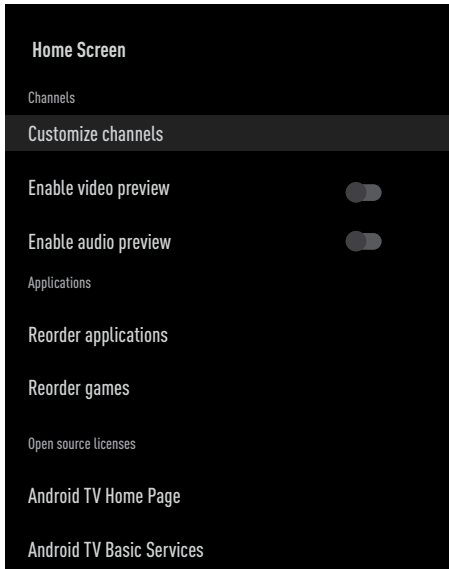 Home Screen
Channels
Customize channels
Enable video preview
Enable audio preview
Applications
Reorder applications
Reorder games
Open source licenses
Android TV Home Page
Android TV Basic Services